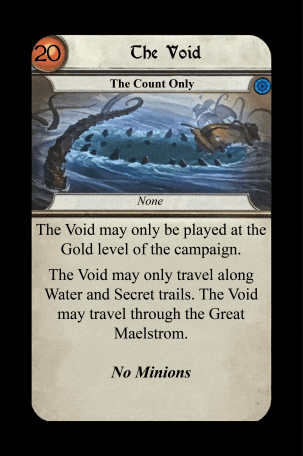 20
The Void
The Count Only
None
The Void may only be played at the
Gold level of the campaign.
The Void may only travel along
Water and Secret trails. The Void
may travel through the Great
Maelstrom.
No Minions